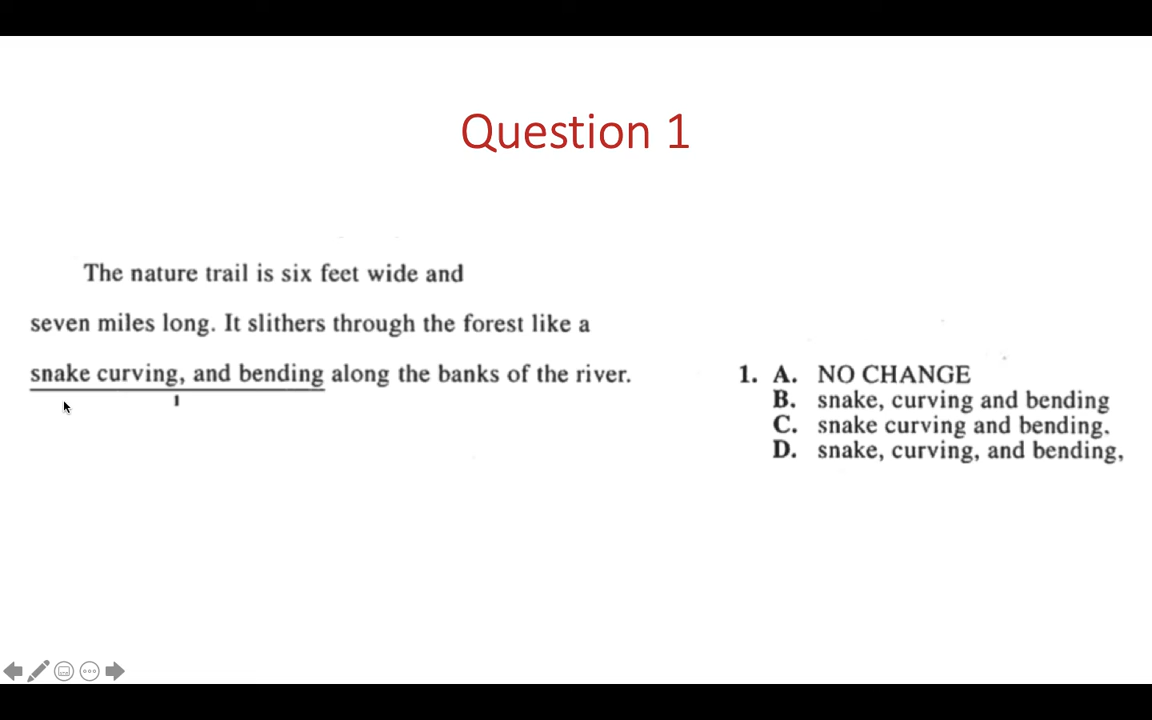 Question 1
The nature trail is six feet wide and
seven miles long. It slithers through the forest like a
snake curving, and bending along the banks of the river.
1
1. A. NO CHANGE
B. snake, curving and bending
C. snake curving and bending.
D. snake, curving, and bending,